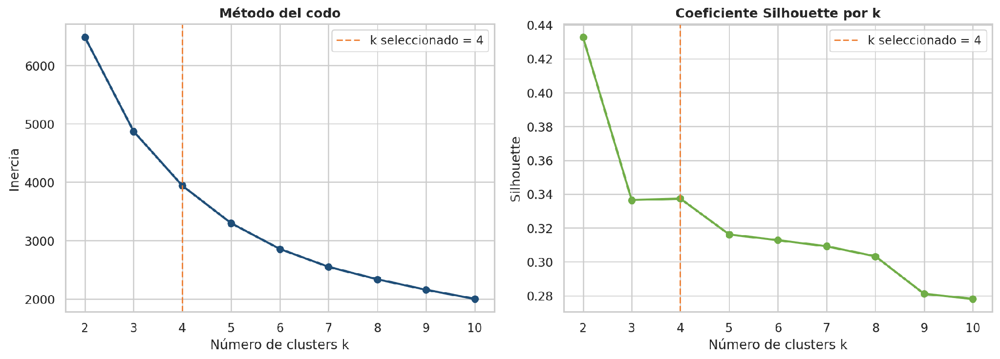 Método del codo
k seleccionado = 4
6000
5000
4000
3000
2000
Inercia
2 3 4 5 6 7 8 9 10
Número de clusters k
Coeficiente Silhouette por k
k seleccionado = 4
0.44
0.42
0.40
0.38
0.36
0.34
0.32
0.30
0.28
Silhouette
2 3 4 5 6 7 8 9 10
Número de clusters k